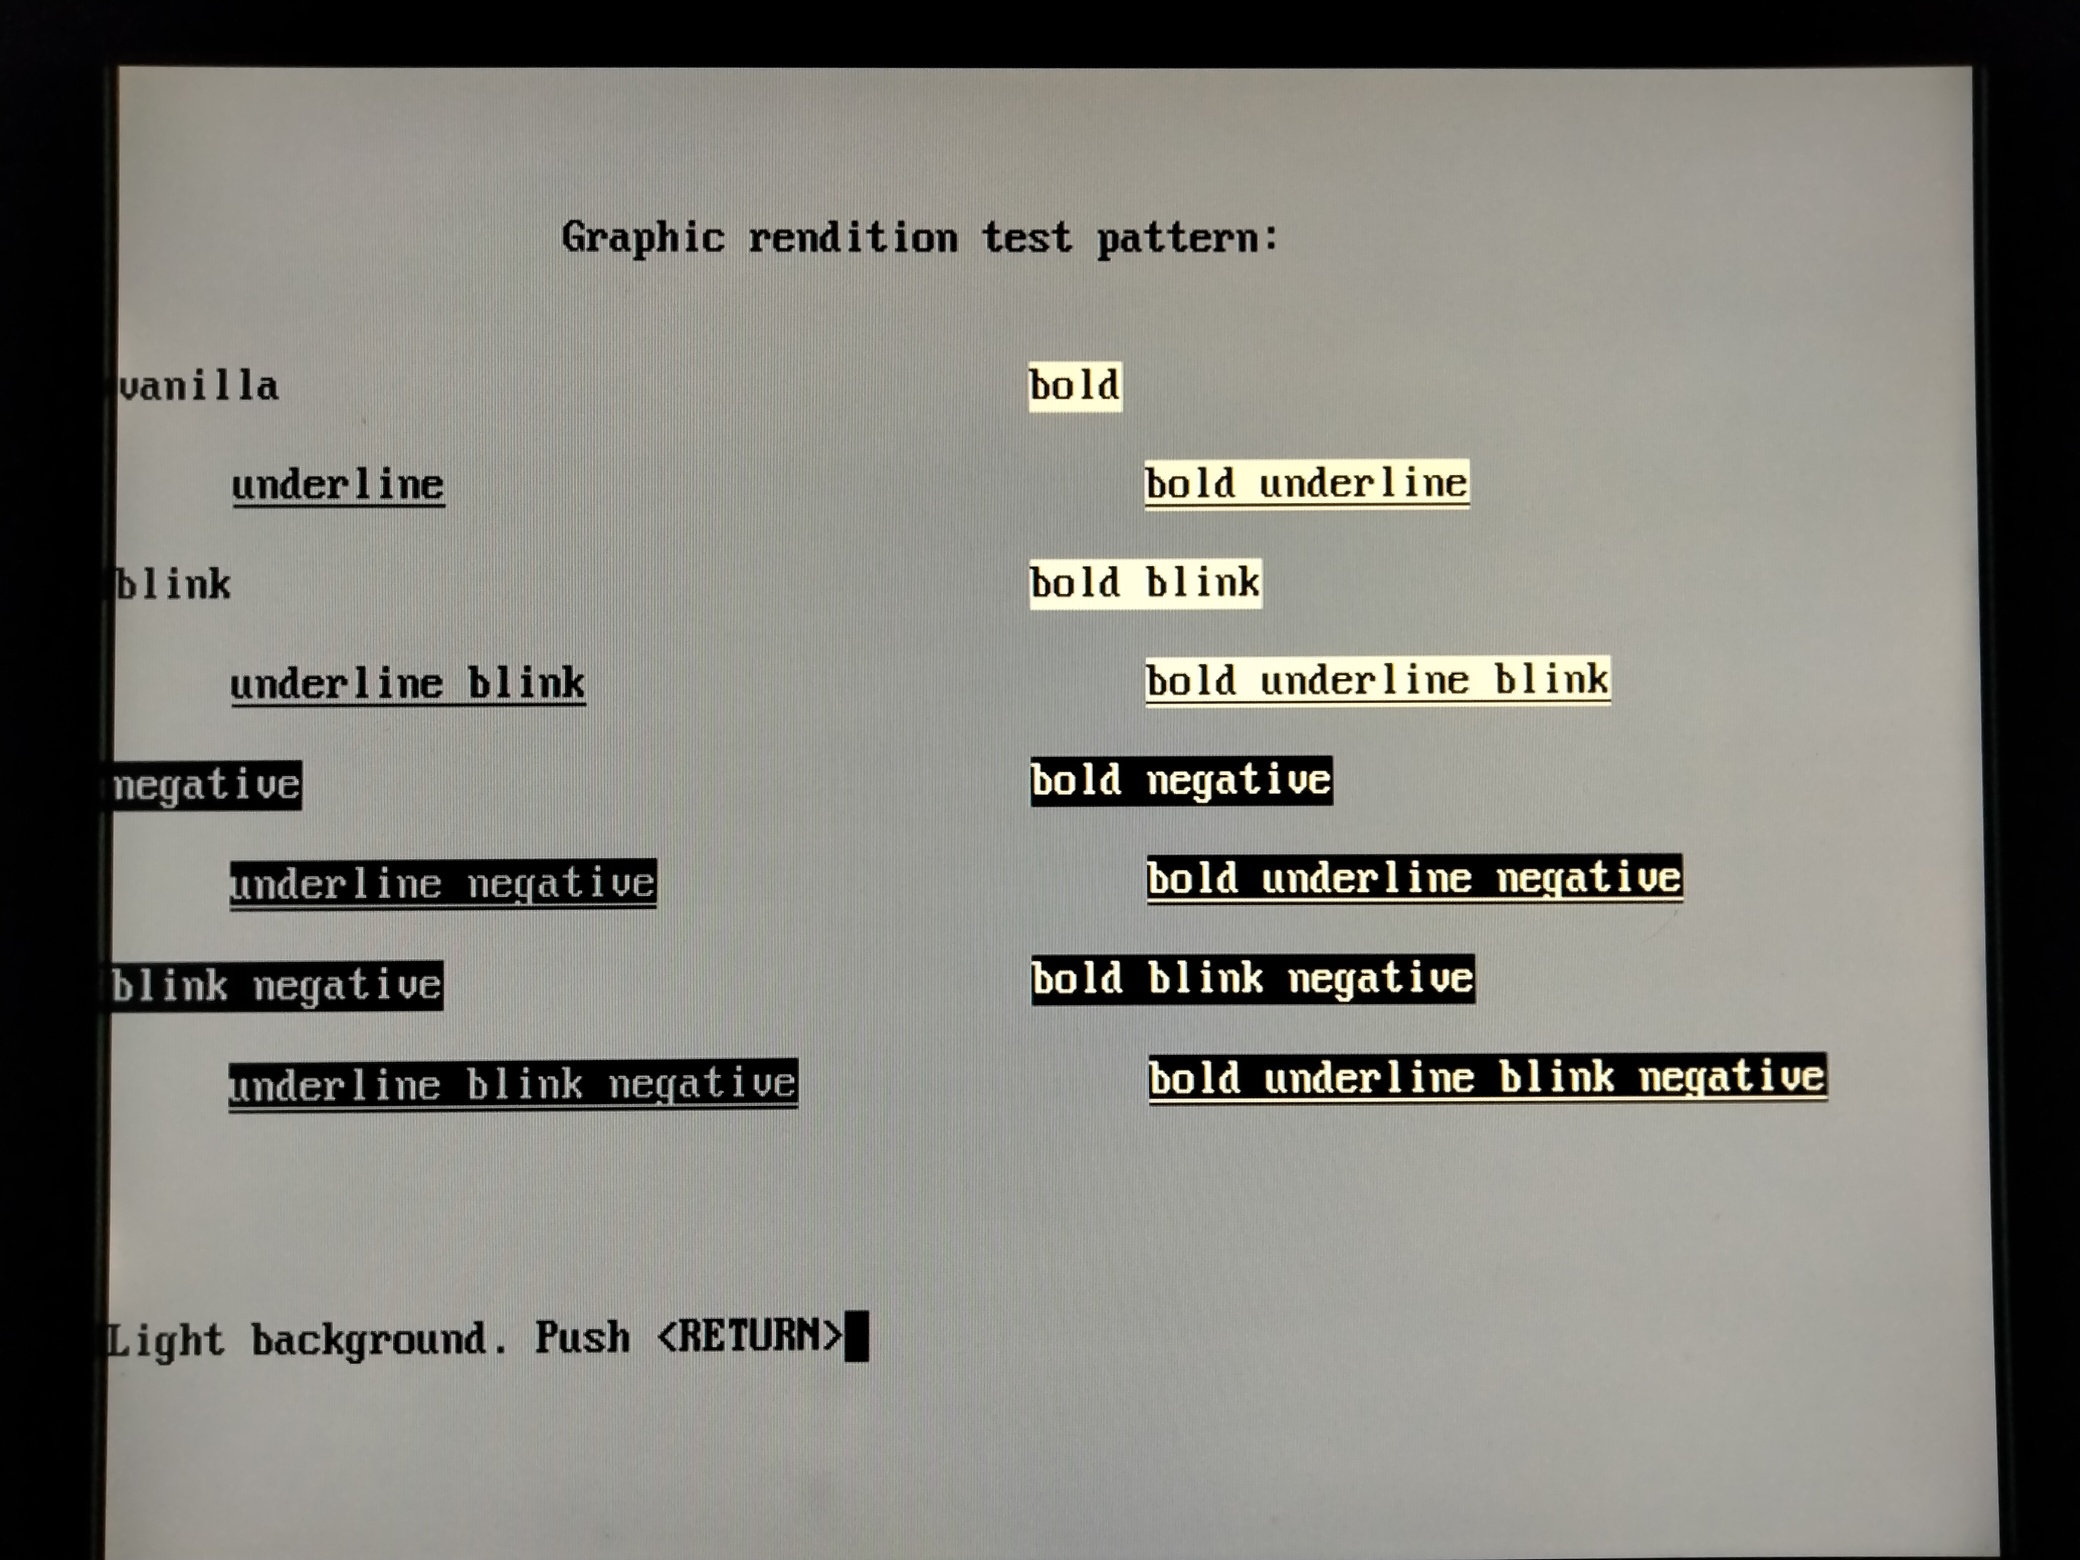 Graphic rendition test pattern:
vanilla bold
underline bold underline
blink bold blink
underline blink bold underline blink
negative bold negative
underline negative bold underline negative
blink negative bold blink negative
underline blink negative bold underline blink negative
Light background. Push <RETURN>